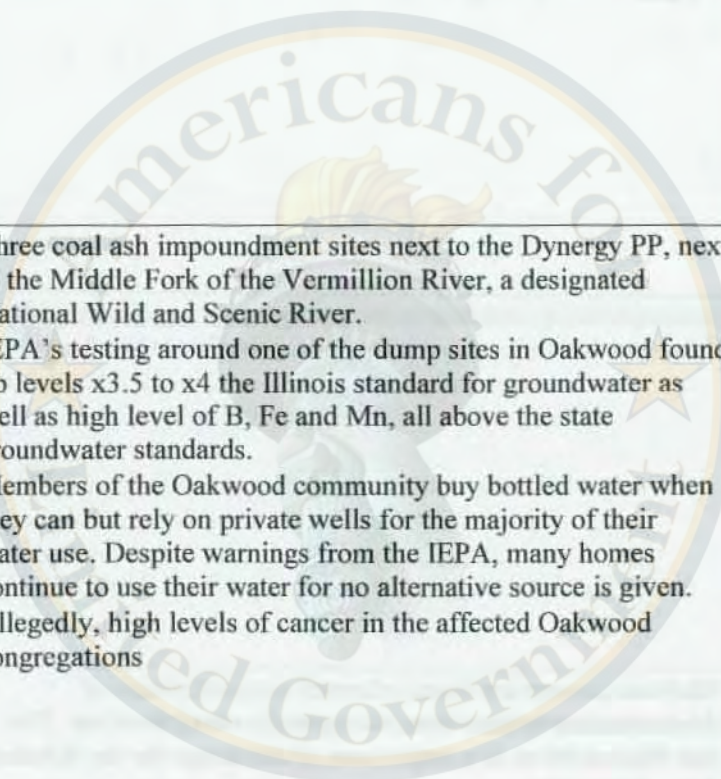 mericans for
hree coal ash impoundment sites next to the Dynergy PP, nex
the Middle Fork of the Vermillion River, a designated
ational Wild and Scenic River.
EPA's testing around one of the dump sites in Oakwood found
b levels x3.5 to x4 the Illinois standard for groundwater as
ell as high level of B, Fe and Mn, all above the state
roundwater standards.
embers of the Oakwood community buy bottled water when
ey can but rely on private wells for the majority of their
ater use. Despite warnings from the IEPA, many homes
ontinue to use their water for no alternative source is given.
llegedly, high levels of cancer in the affected Oakwood
ongregations
ed Government